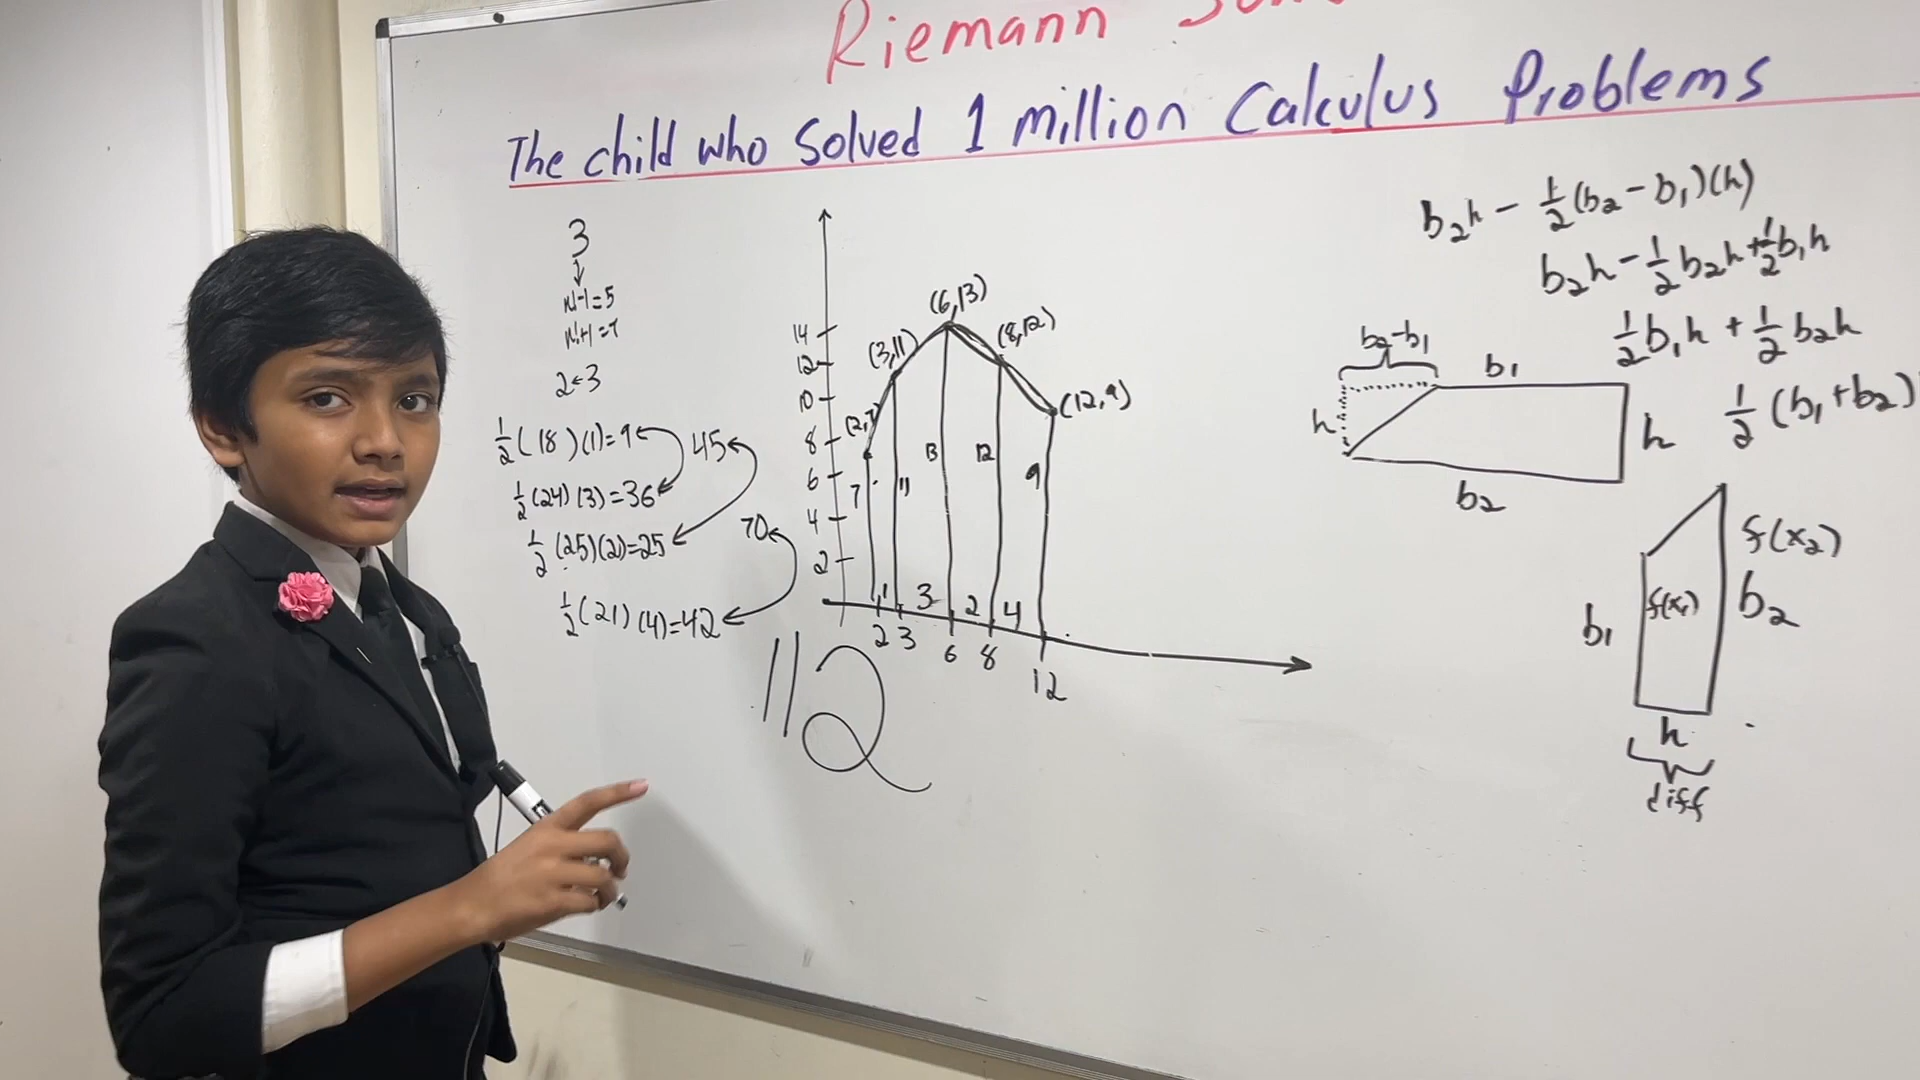 Riemann
The child who Solved 1 million Calculus Problems
3
n!-1=5
n!+1=7
2<3
1/2(18)(1)=9
45
1/2(24)(3)=36
1/2(25)(2)=25
70
1/2(21)(4)=42
112
(6,13)
(3,11)
(8,12)
(12,9)
14
12
10
8
6
4
2
7
11
13
12
9
1
3
2
4
2
3
6
8
12
b₂h - 1/2(b₂-b₁)(h)
b₂h - 1/2b₂h + 1/2b₁h
1/2b₁h + 1/2b₂h
1/2(b₁+b₂)
b₂-b₁
b₁
h
h
b₂
f(x₂)
f(x₁)
b₁
b₂
h
diff